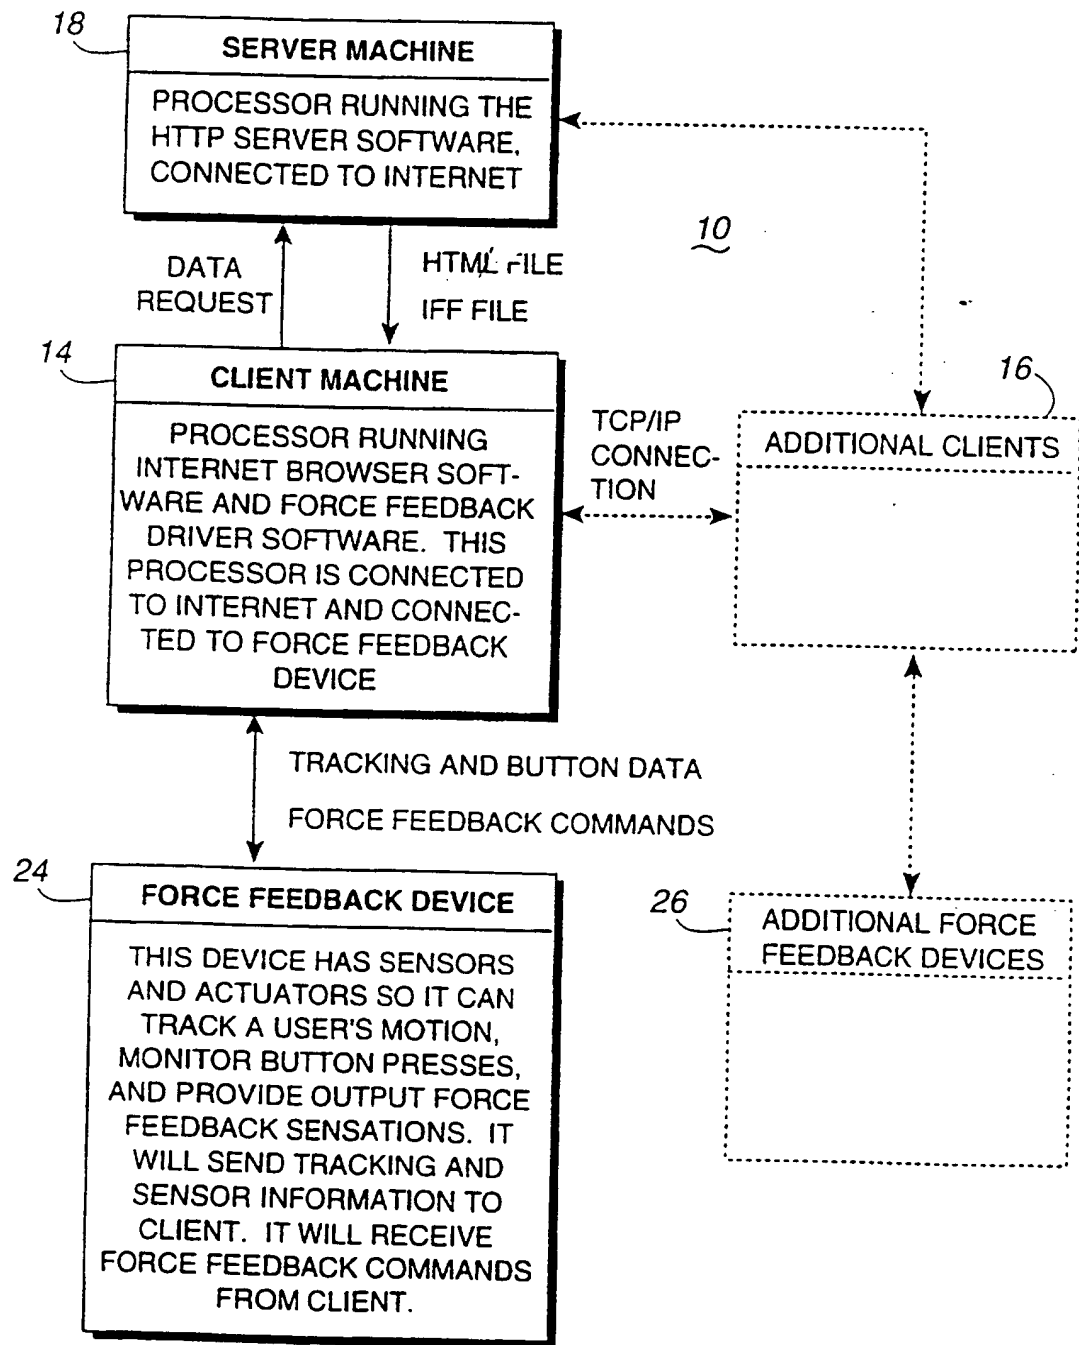 18
SERVER MACHINE
PROCESSOR RUNNING THE
HTTP SERVER SOFTWARE,
CONNECTED TO INTERNET
10
DATA
REQUEST
HTML FILE
IFF FILE
14
CLIENT MACHINE
PROCESSOR RUNNING
INTERNET BROWSER SOFT-
WARE AND FORCE FEEDBACK
DRIVER SOFTWARE. THIS
PROCESSOR IS CONNECTED
TO INTERNET AND CONNEC-
TED TO FORCE FEEDBACK
DEVICE
TCP/IP
CONNEC-
TION
16
ADDITIONAL CLIENTS
TRACKING AND BUTTON DATA
FORCE FEEDBACK COMMANDS
24
FORCE FEEDBACK DEVICE
THIS DEVICE HAS SENSORS
AND ACTUATORS SO IT CAN
TRACK A USER'S MOTION,
MONITOR BUTTON PRESSES,
AND PROVIDE OUTPUT FORCE
FEEDBACK SENSATIONS. IT
WILL SEND TRACKING AND
SENSOR INFORMATION TO
CLIENT. IT WILL RECEIVE
FORCE FEEDBACK COMMANDS
FROM CLIENT.
26
ADDITIONAL FORCE
FEEDBACK DEVICES